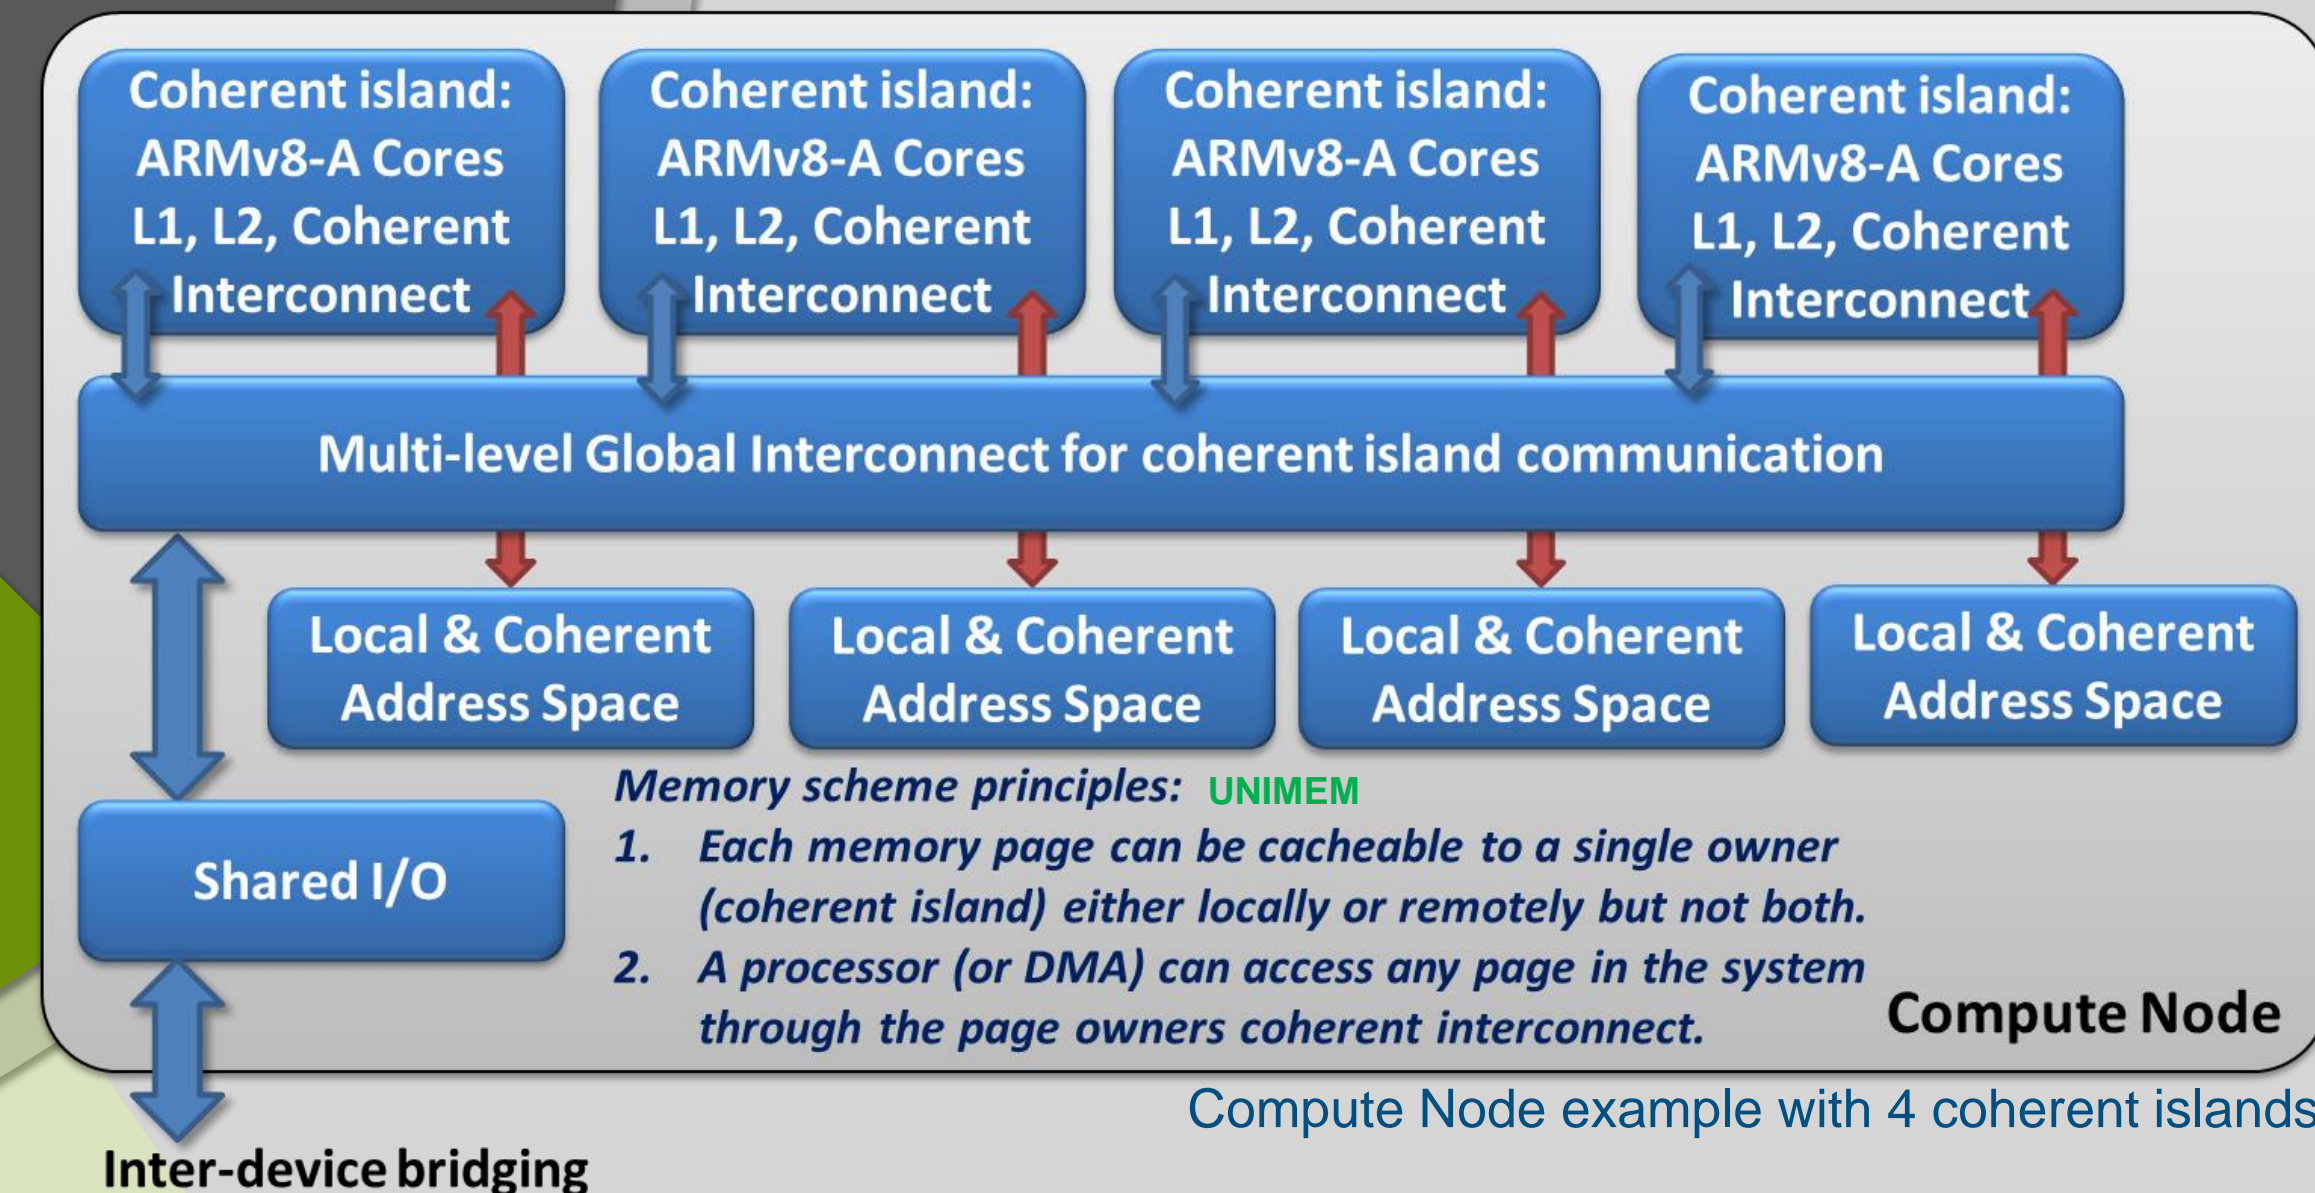 Coherent island:
ARMv8-A Cores
L1, L2, Coherent
Interconnect
Coherent island:
ARMv8-A Cores
L1, L2, Coherent
Interconnect
Coherent island:
ARMv8-A Cores
L1, L2, Coherent
Interconnect
Coherent island:
ARMv8-A Cores
L1, L2, Coherent
Interconnect
Multi-level Global Interconnect for coherent island communication
Local & Coherent
Address Space
Local & Coherent
Address Space
Local & Coherent
Address Space
Local & Coherent
Address Space
Shared I/O
Memory scheme principles: UNIMEM
1. Each memory page can be cacheable to a single owner
(coherent island) either locally or remotely but not both.
2. A processor (or DMA) can access any page in the system
through the page owners coherent interconnect.
Compute Node
Compute Node example with 4 coherent islands
Inter-device bridging